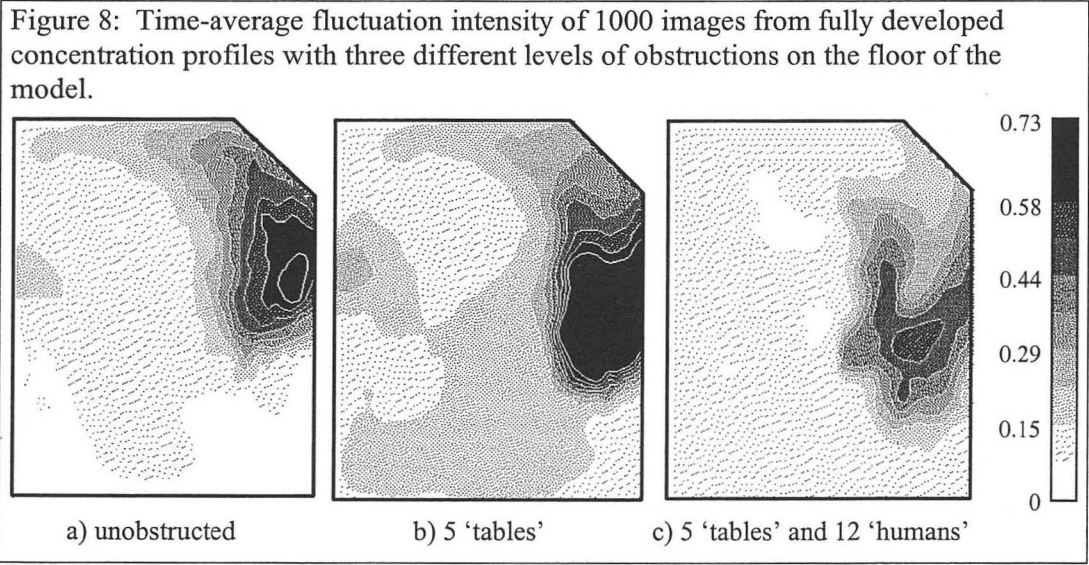 Figure 8:  Time-average fluctuation intensity of 1000 images from fully developed
concentration profiles with three different levels of obstructions on the floor of the
model.
0.73
0.58
0.44
0.29
0.15
0
a) unobstructed
b) 5 ‘tables’
c) 5 ‘tables’ and 12 ‘humans’